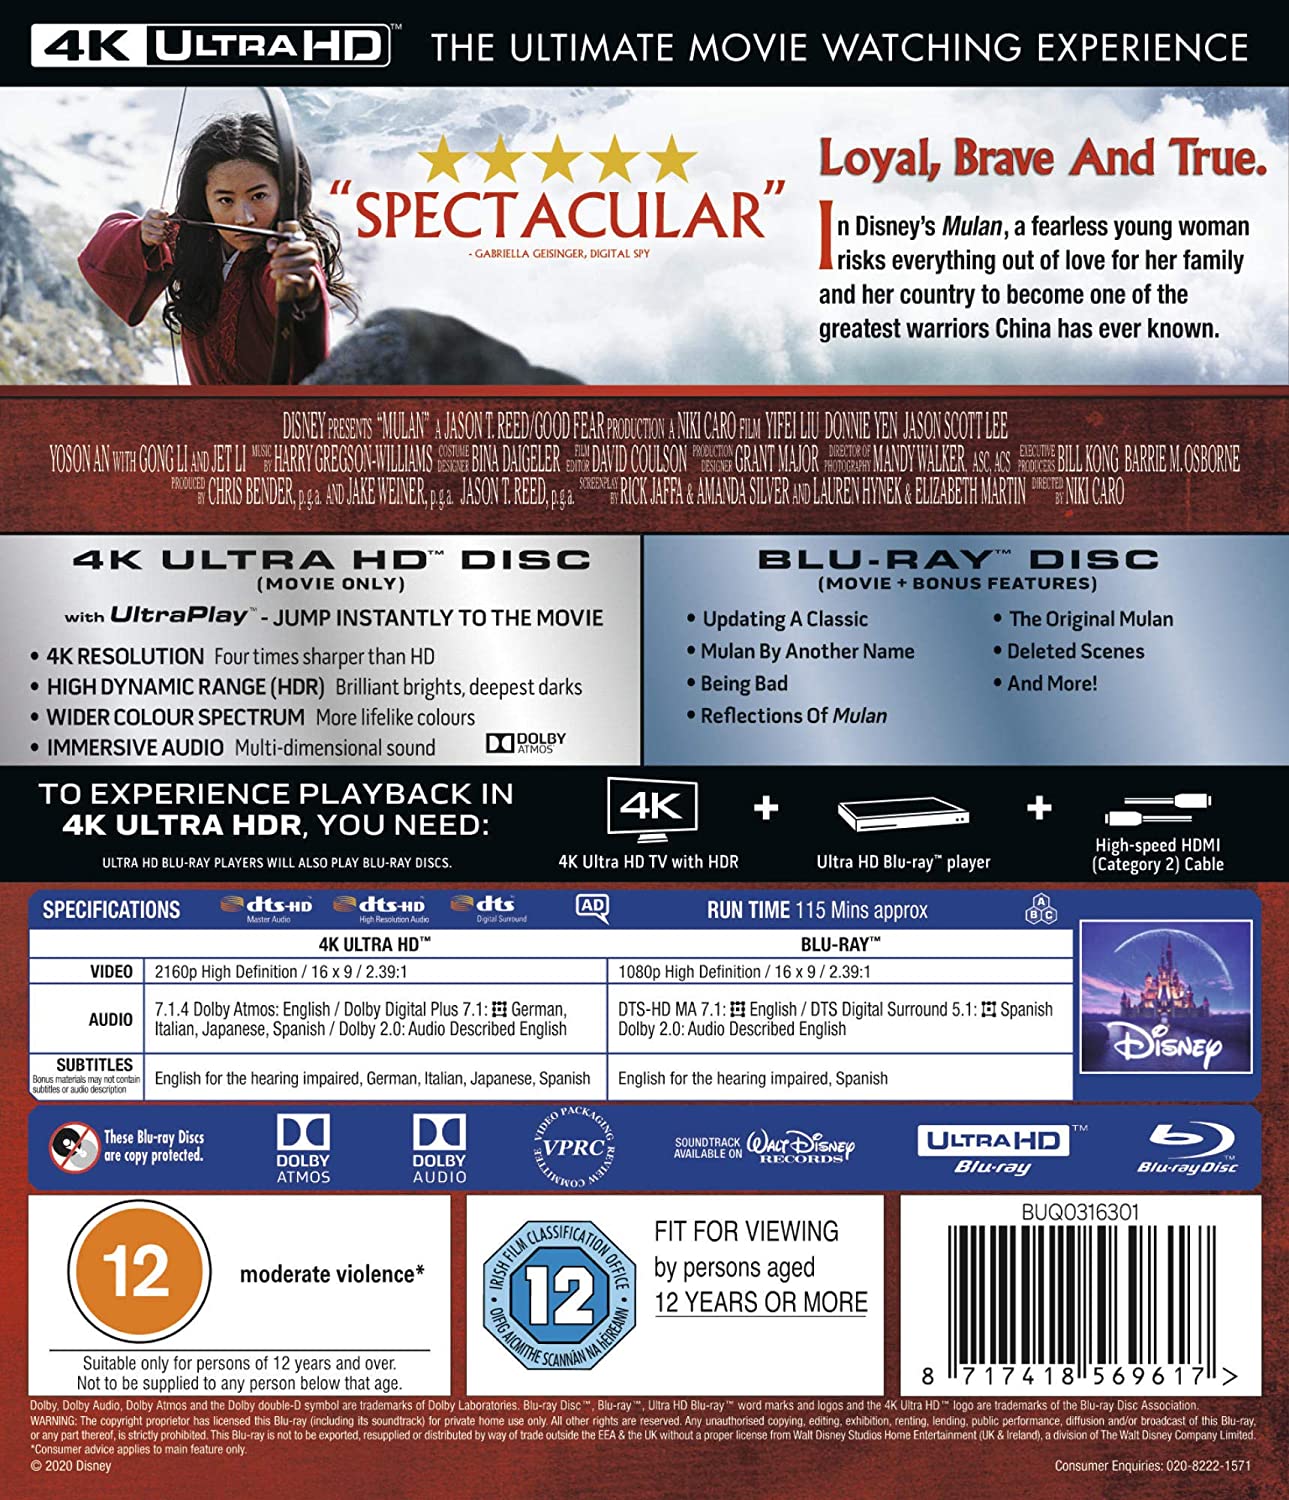 4K ULTRAHD™ THE ULTIMATE MOVIE WATCHING EXPERIENCE
"SPECTACULAR"
- GABRIELLA GEISINGER, DIGITAL SPY
Loyal, Brave And True.
In Disney's Mulan, a fearless young woman
risks everything out of love for her family
and her country to become one of the
greatest warriors China has ever known.
DISNEY PRESENTS "MULAN" A JASON T. REED/GOOD FEAR PRODUCTION A NIKI CARO FILM YIFEI LIU DONNIE YEN JASON SCOTT LEE
YOSON AN WITH GONG LI AND JET LI MUSIC BY HARRY GREGSON-WILLIAMS COSTUME DESIGNER BINA DAIGELER FILM EDITOR DAVID COULSON PRODUCTION DESIGNER GRANT MAJOR DIRECTOR OF PHOTOGRAPHY MANDY WALKER, ASC, ACS EXECUTIVE PRODUCERS BILL KONG BARRIE M. OSBORNE
PRODUCED BY CHRIS BENDER, p.g.a. AND JAKE WEINER, p.g.a. JASON T. REED, p.g.a. SCREENPLAY BY RICK JAFFA & AMANDA SILVER AND LAUREN HYNEK & ELIZABETH MARTIN DIRECTED BY NIKI CARO
4K ULTRA HD™ DISC
(MOVIE ONLY)
with UltraPlay™ - JUMP INSTANTLY TO THE MOVIE
• 4K RESOLUTION Four times sharper than HD
• HIGH DYNAMIC RANGE (HDR) Brilliant brights, deepest darks
• WIDER COLOUR SPECTRUM More lifelike colours
• IMMERSIVE AUDIO Multi-dimensional sound DOLBY ATMOS
BLU-RAY™ DISC
(MOVIE + BONUS FEATURES)
• Updating A Classic
• Mulan By Another Name
• Being Bad
• Reflections Of Mulan
• The Original Mulan
• Deleted Scenes
• And More!
TO EXPERIENCE PLAYBACK IN
4K ULTRA HDR, YOU NEED:
ULTRA HD BLU-RAY PLAYERS WILL ALSO PLAY BLU-RAY DISCS.
4K
4K Ultra HD TV with HDR
+
Ultra HD Blu-ray™ player
+
High-speed HDMI
(Category 2) Cable
SPECIFICATIONS dts-HD Master Audio dts-HD High Resolution Audio dts Digital Surround AD RUN TIME 115 Mins approx A B C
4K ULTRA HD™ BLU-RAY™
VIDEO 2160p High Definition / 16 x 9 / 2.39:1 1080p High Definition / 16 x 9 / 2.39:1
AUDIO
7.1.4 Dolby Atmos: English / Dolby Digital Plus 7.1: German,
Italian, Japanese, Spanish / Dolby 2.0: Audio Described English
DTS-HD MA 7.1: English / DTS Digital Surround 5.1: Spanish
Dolby 2.0: Audio Described English
SUBTITLES
Bonus materials may not contain
subtitles or audio description
English for the hearing impaired, German, Italian, Japanese, Spanish
English for the hearing impaired, Spanish
Disney
These Blu-ray Discs
are copy protected.
DOLBY
ATMOS
DOLBY
AUDIO
VIDEO PACKAGING REVIEW COMMITTEE
VPRC
SOUNDTRACK
AVAILABLE ON
WALT DISNEY
RECORDS
ULTRAHD™
Blu-ray
Blu-ray Disc™
12
moderate violence*
Suitable only for persons of 12 years and over.
Not to be supplied to any person below that age.
IRISH FILM CLASSIFICATION OFFICE
12
OIFIG AICMITHE SCANNÁN NA hÉIREANN
FIT FOR VIEWING
by persons aged
12 YEARS OR MORE
BUQ0316301
8 717418 569617 >
Dolby, Dolby Audio, Dolby Atmos and the Dolby double-D symbol are trademarks of Dolby Laboratories. Blu-ray Disc™, Blu-ray™, Ultra HD Blu-ray™ word marks and logos and the 4K Ultra HD™ logo are trademarks of the Blu-ray Disc Association.
WARNING: The copyright proprietor has licensed this Blu-ray (including its soundtrack) for private home use only. All other rights are reserved. Any unauthorised copying, editing, exhibition, renting, lending, public performance, diffusion and/or broadcast of this Blu-ray,
or any part thereof, is strictly prohibited. This Blu-ray is not to be exported, resupplied or distributed by way of trade outside the EEA & the UK without a proper license from Walt Disney Studios Home Entertainment (UK & Ireland), a division of The Walt Disney Company Limited.
*Consumer advice applies to main feature only.
© 2020 Disney
Consumer Enquiries: 020-8222-1571